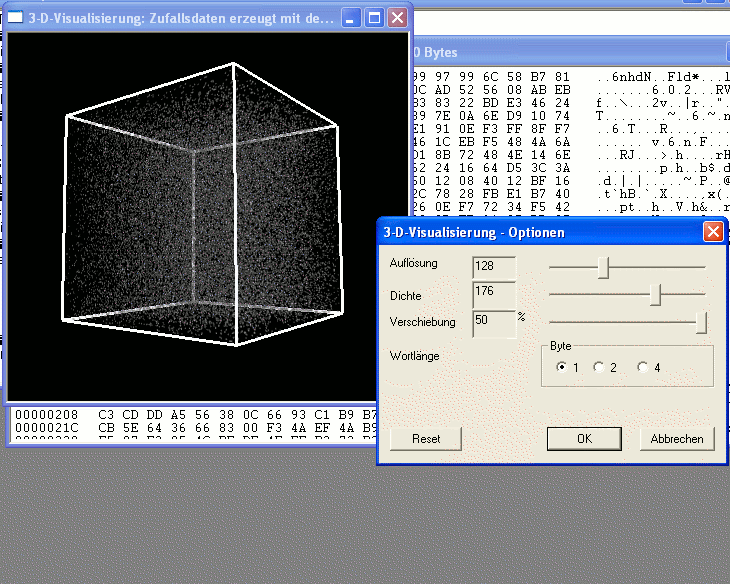 3-D-Visualisierung: Zufallsdaten erzeugt mit de...
0 Bytes
99 97 99 6C 58 B7 81 ..6nhdN..Fld*...l
0C AD 52 56 08 AB EB .......6.0.2...RV
83 83 22 BD E3 46 24 f..\...2v..|r..".
89 7E 0A 6E D9 10 74 T........~..6.~.n
E1 91 0E F3 FF 8F F7 ..6.T...R,.......
46 1C EB F5 48 4A 6A ....... v.6.n.F...
D1 8B 72 48 4E 14 6E ...RJ...>.h....rH
62 24 16 64 D5 3C 3A ........p.h..b$.d
60 12 08 40 12 BF 16 .d.|.|.....~.P..@
2C 78 28 FB E1 B7 40 .t`hB.`.X....,x(.
26 0E F7 72 34 F5 42 ...pt..h..V.h&..r
3-D-Visualisierung - Optionen
Auflösung 128
Dichte 176
Verschiebung 50 %
Wortlänge
Byte
1 2 4
Reset OK Abbrechen
00000208 C3 CD DD A5 56 38 0C 66 93 C1 B9 B7
0000021C CB 5E 64 36 66 83 00 F3 4A EF 4A B9